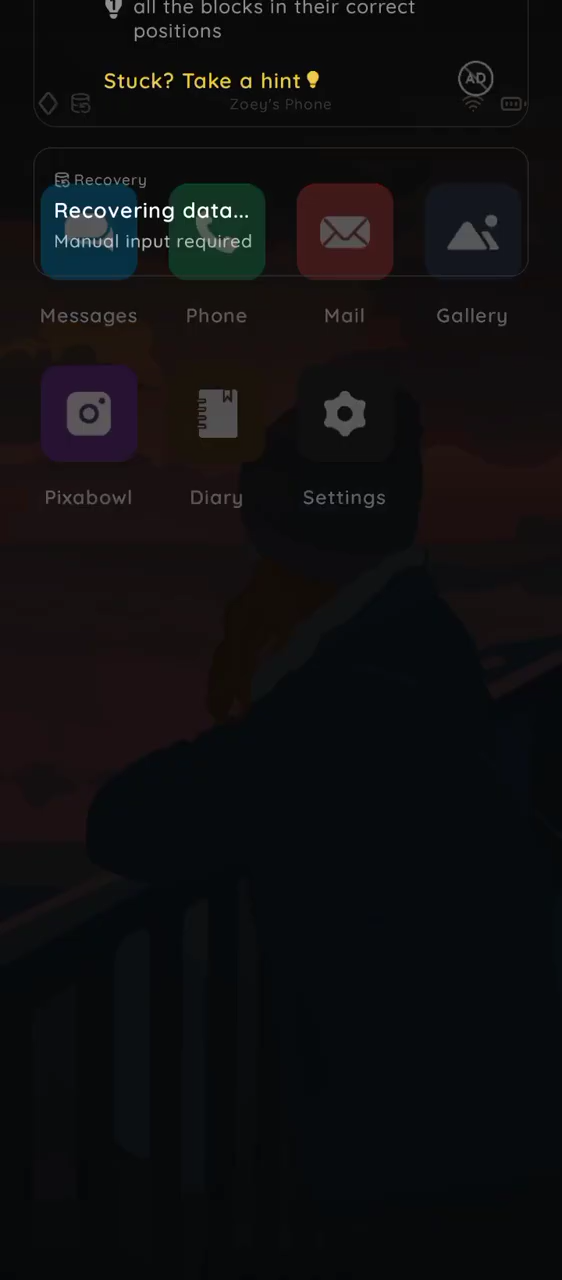 all the blocks in their correct
positions
Stuck? Take a hint
AD
Zoey's Phone
Recovery
Recovering data...
Manual input required
Messages
Phone
Mail
Gallery
Pixabowl
Diary
Settings